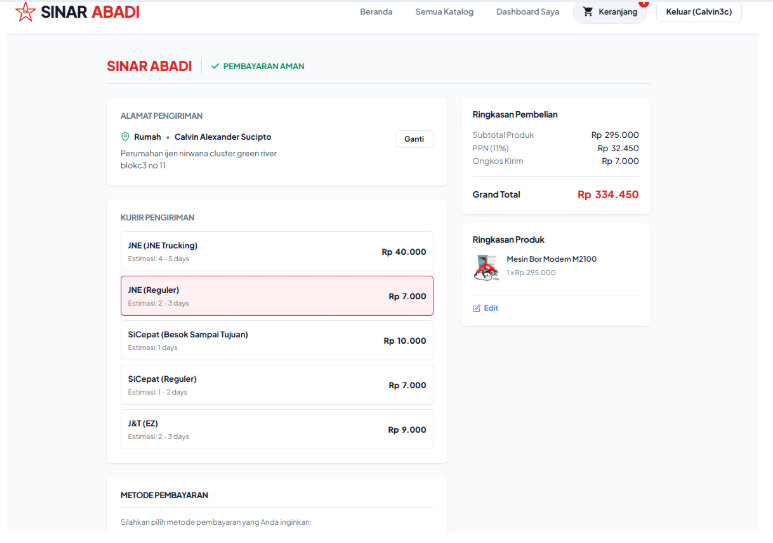 SINAR ABADI
Beranda
Semua Katalog
Dashboard Saya
Keranjang
Keluar (Calvin3c)
SINAR ABADI
PEMBAYARAN AMAN
ALAMAT PENGIRIMAN
Rumah • Calvin Alexander Sucipto
Ganti
Perumahan ijen nirwana cluster green river
blokc3 no 11
KURIR PENGIRIMAN
JNE (JNE Trucking)
Estimasi: 4 - 5 days
Rp 40.000
JNE (Reguler)
Estimasi: 2 - 3 days
Rp 7.000
SiCepat (Besok Sampai Tujuan)
Estimasi: 1 days
Rp 10.000
SiCepat (Reguler)
Estimasi: 1 - 2 days
Rp 7.000
J&T (EZ)
Estimasi: 2 - 3 days
Rp 9.000
METODE PEMBAYARAN
Silahkan pilih metode pembayaran yang Anda inginkan:
Ringkasan Pembelian
Subtotal Produk Rp 295.000
PPN (11%) Rp 32.450
Ongkos Kirim Rp 7.000
Grand Total Rp 334.450
Ringkasan Produk
Mesin Bor Modern M2100
1 x Rp 295.000
Edit